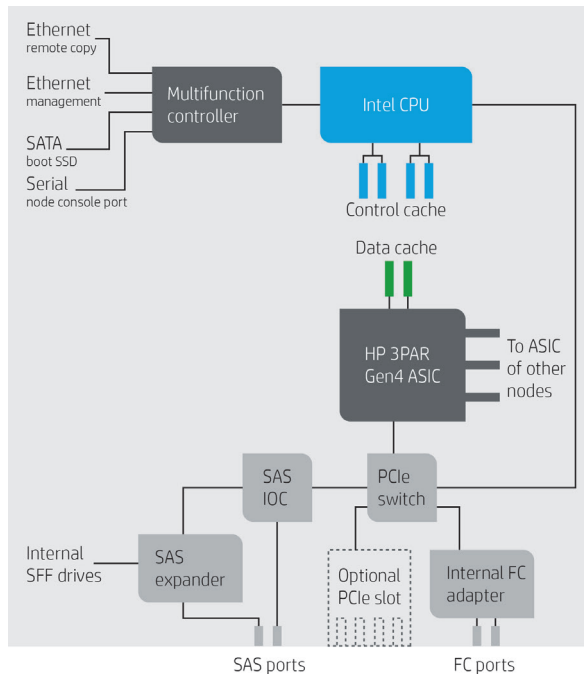 Ethernet
remote copy
Ethernet
management
SATA
boot SSD
Serial
node console port
Multifunction
controller
Intel CPU
Control cache
Data cache
HP 3PAR
Gen4 ASIC
To ASIC
of other
nodes
SAS
IOC
PCIe
switch
Internal
SFF drives
SAS
expander
Optional
PCIe slot
Internal FC
adapter
SAS ports
FC ports